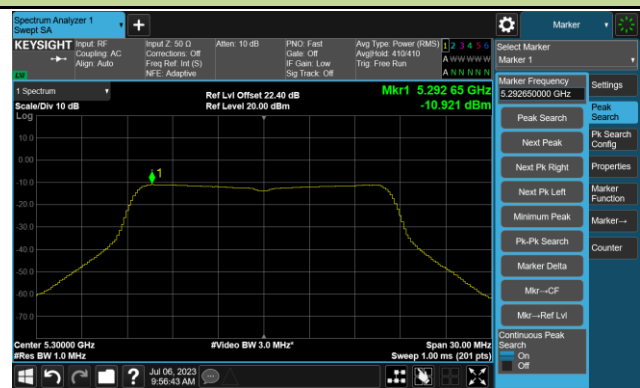 Spectrum Analyzer 1
Swept SA
Marker
KEYSIGHT
Input: RF
Coupling: AC
Align: Auto
Input Z: 50 Ω
Corrections: Off
Freq Ref: Int (S)
NFE: Adaptive
Atten: 10 dB
PNO: Fast
Gate: Off
IF Gain: Low
Sig Track: Off
Avg Type: Power (RMS)
Avg|Hold: 410/410
Trig: Free Run
1 2 3 4 5 6
A W W W W W
A N N N N N
LW
Select Marker
Marker 1
1 Spectrum
Scale/Div 10 dB
Log
Ref Lvl Offset 22.40 dB
Ref Level 20.00 dBm
Mkr1 5.292 65 GHz
-10.921 dBm
10.0
0.00
-10.0
-20.0
-30.0
-40.0
-50.0
-60.0
-70.0
1
Center 5.30000 GHz
#Res BW 1.0 MHz
#Video BW 3.0 MHz*
Span 30.00 MHz
Sweep 1.00 ms (201 pts)
Marker Frequency
5.292650000 GHz
Peak Search
Next Peak
Next Pk Right
Next Pk Left
Minimum Peak
Pk-Pk Search
Marker Delta
Mkr→CF
Mkr→Ref Lvl
Continuous Peak
Search
On
Off
Settings
Peak
Search
Pk Search
Config
Properties
Marker
Function
Marker→
Counter
Jul 06, 2023
9:56:43 AM